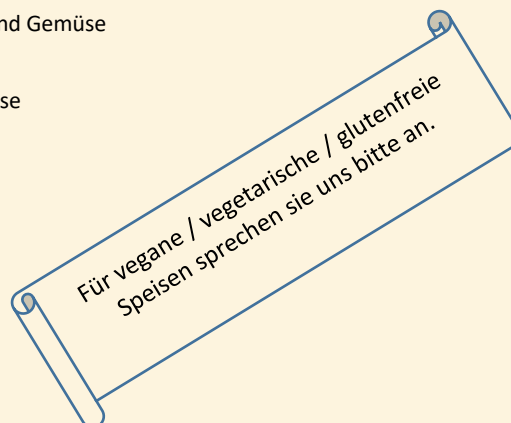 nd Gemüse
se
Für vegane / vegetarische / glutenfreie
Speisen sprechen sie uns bitte an.